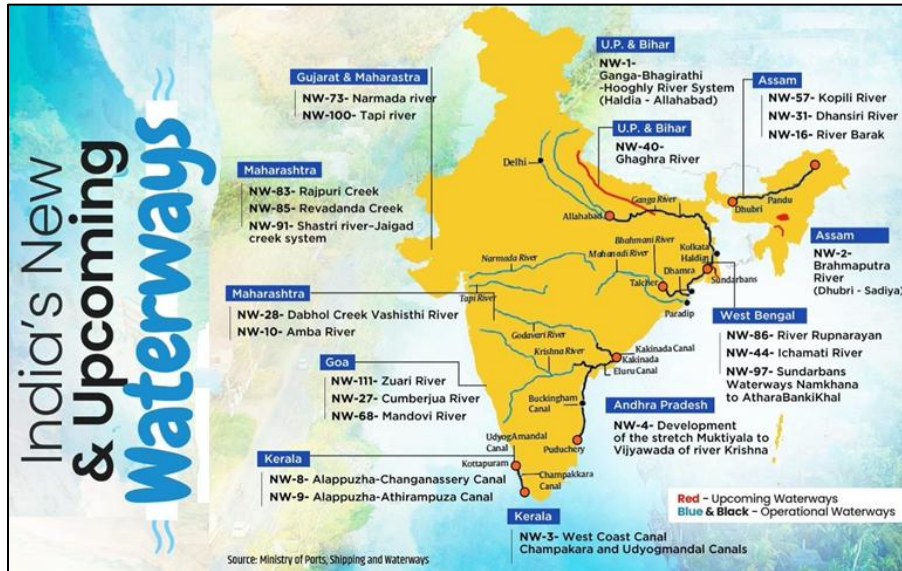 India's New
& Upcoming
Waterways
Gujarat & Maharastra
NW-73- Narmada river
NW-100- Tapi river
Maharashtra
NW-83- Rajpuri Creek
NW-85- Revadanda Creek
NW-91- Shastri river–Jaigad
creek system
Maharashtra
NW-28- Dabhol Creek Vashisthi River
NW-10- Amba River
Goa
NW-111- Zuari River
NW-27- Cumberjua River
NW-68- Mandovi River
Kerala
NW-8- Alappuzha-Changanassery Canal
NW-9- Alappuzha-Athirampuza Canal
Kerala
NW-3- West Coast Canal
Champakara and Udyogmandal Canals
U.P. & Bihar
NW-1-
Ganga-Bhagirathi
-Hooghly River System
(Haldia - Allahabad)
U.P. & Bihar
NW-40-
Ghaghra River
Assam
NW-57- Kopili River
NW-31- Dhansiri River
NW-16- River Barak
Assam
NW-2-
Brahmaputra
River
(Dhubri - Sadiya)
West Bengal
NW-86- River Rupnarayan
NW-44- Ichamati River
NW-97- Sundarbans
Waterways Namkhana
to AtharaBankiKhal
Andhra Pradesh
NW-4- Development
of the stretch Muktiyala to
Vijyawada of river Krishna
Delhi
Allahabad
Ganga River
Dhubri
Pandu
Kolkata
Haldia
Sundarbans
Bhahmani River
Mahanadi River
Dhamra
Talcher
Paradip
Narmada River
Tapi River
Godavari River
Krishna River
Kakinada Canal
Kakinada
Eluru Canal
Buckingham
Canal
Puduchery
UdyogAmandal
Canal
Kottapuram
Champakkara
Canal
Red - Upcoming Waterways
Blue & Black - Operational Waterways
Source: Ministry of Ports, Shipping and Waterways